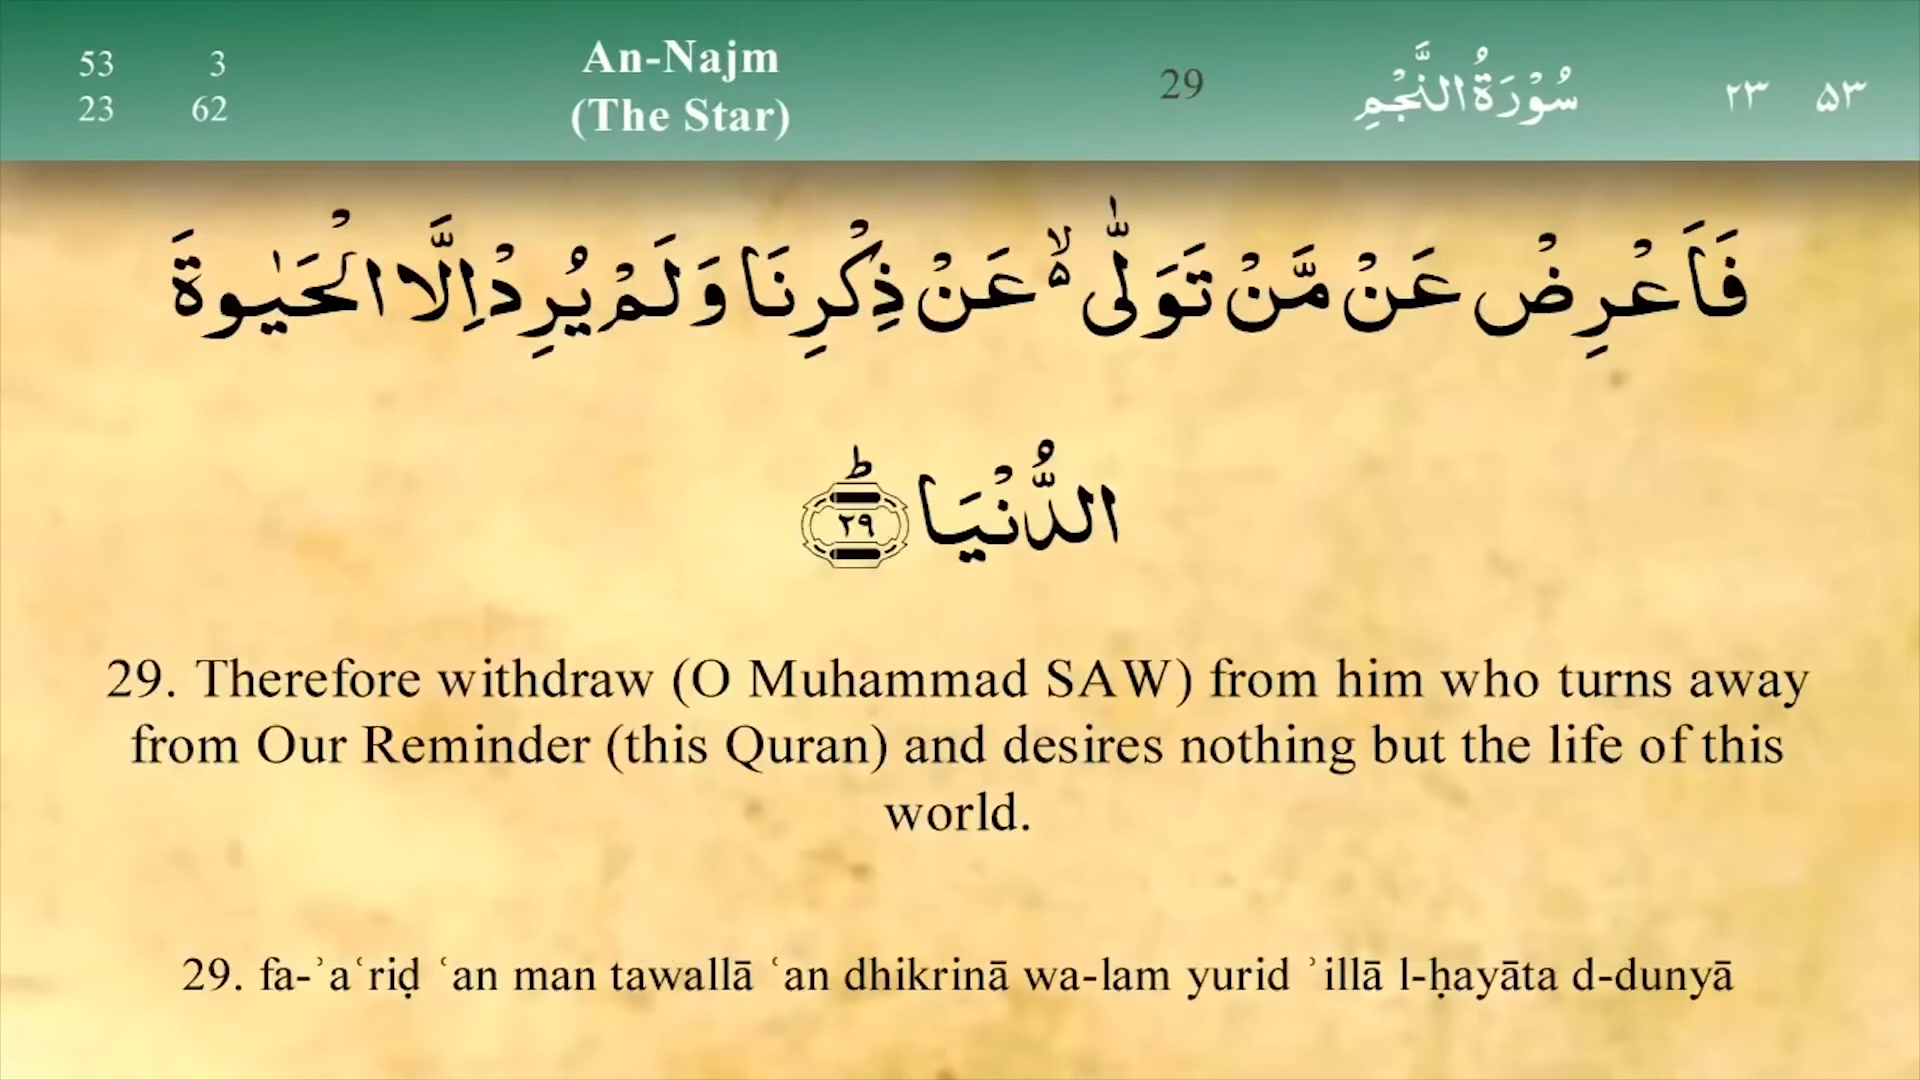 53 3 An-Najm 29 سُوْرَةُ النَّجْمِ ٢٣ ۵٣
23 62 (The Star)
فَاَعْرِضْ عَنْ مَّنْ تَوَلّٰى ۙ۬ عَنْ ذِكْرِنَا وَلَمْ يُرِدْ اِلَّا الْحَيٰوةَ
الدُّنْيَا ؕ ٢٩
29. Therefore withdraw (O Muhammad SAW) from him who turns away
from Our Reminder (this Quran) and desires nothing but the life of this
world.
29. fa-ʾaʿriḍ ʿan man tawallā ʿan dhikrinā wa-lam yurid ʾillā l-ḥayāta d-dunyā